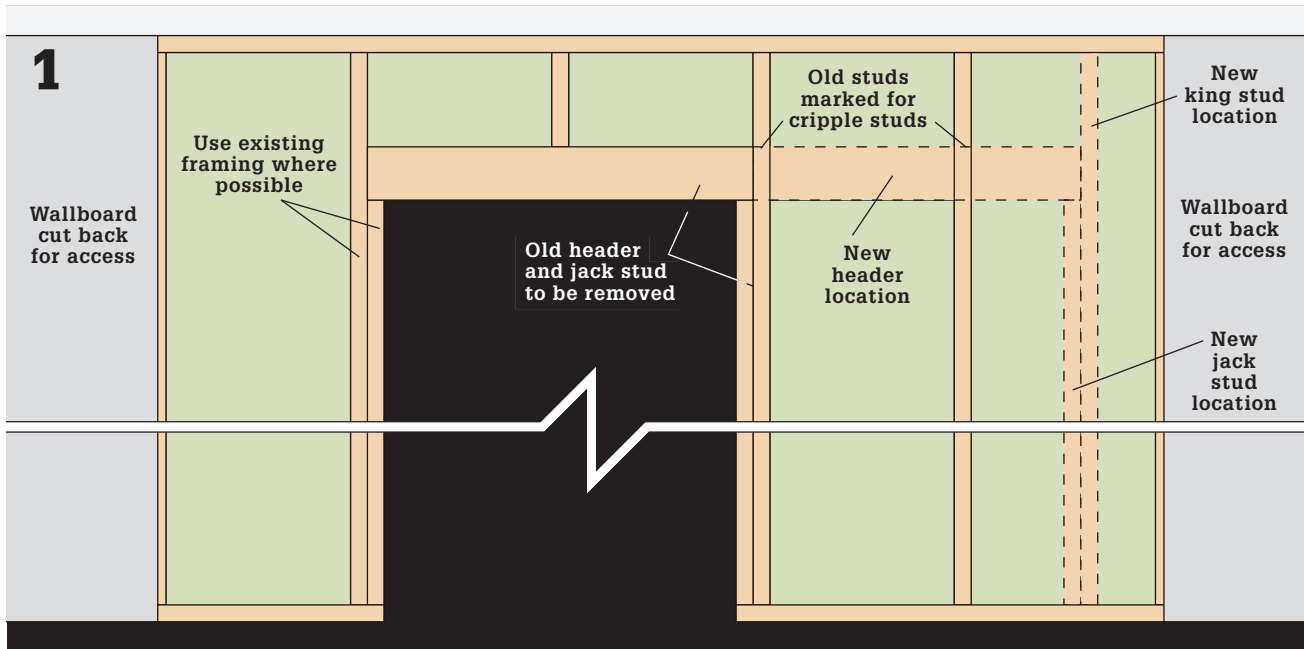 1
Use existing
framing where
possible
Wallboard
cut back
for access
Old header
and jack stud
to be removed
Old studs
marked for
cripple studs
New
header
location
New
king stud
location
Wallboard
cut back
for access
New
jack
stud
location